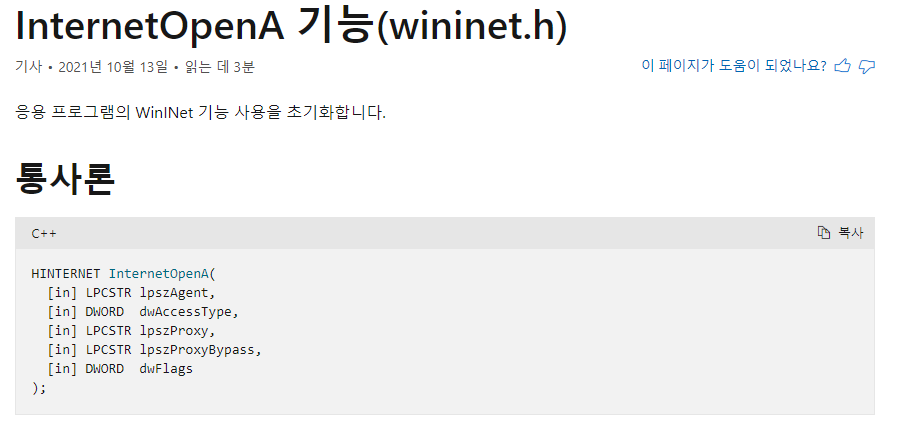 InternetOpenA 기능(wininet.h)
기사 • 2021년 10월 13일 • 읽는 데 3분
이 페이지가 도움이 되었나요?
응용 프로그램의 WinINet 기능 사용을 초기화합니다.
통사론
C++
복사
HINTERNET InternetOpenA(
  [in] LPCSTR lpszAgent,
  [in] DWORD  dwAccessType,
  [in] LPCSTR lpszProxy,
  [in] LPCSTR lpszProxyBypass,
  [in] DWORD  dwFlags
);